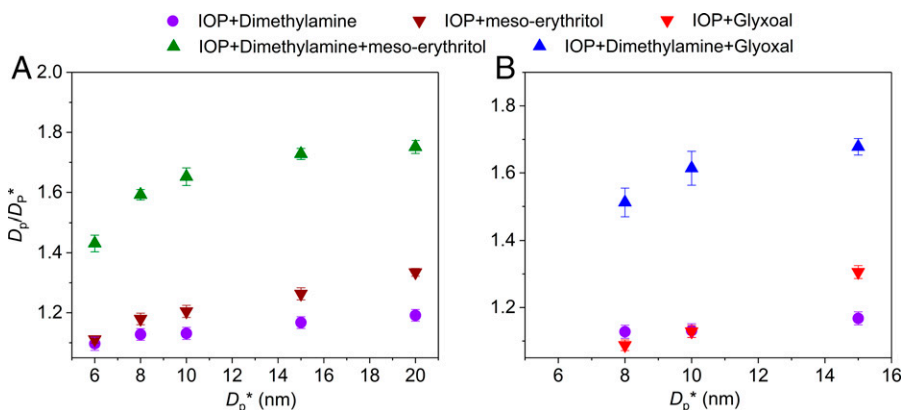 IOP+Dimethylamine IOP+meso-erythritol IOP+Glyxoal
IOP+Dimethylamine+meso-erythritol IOP+Dimethylamine+Glyoxal
A
B
2.0
1.8
1.6
1.4
1.2
Dp/DP*
6 8 10 12 14 16 18 20
Dp* (nm)
1.8
1.6
1.4
1.2
6 8 10 12 14 16
Dp* (nm)